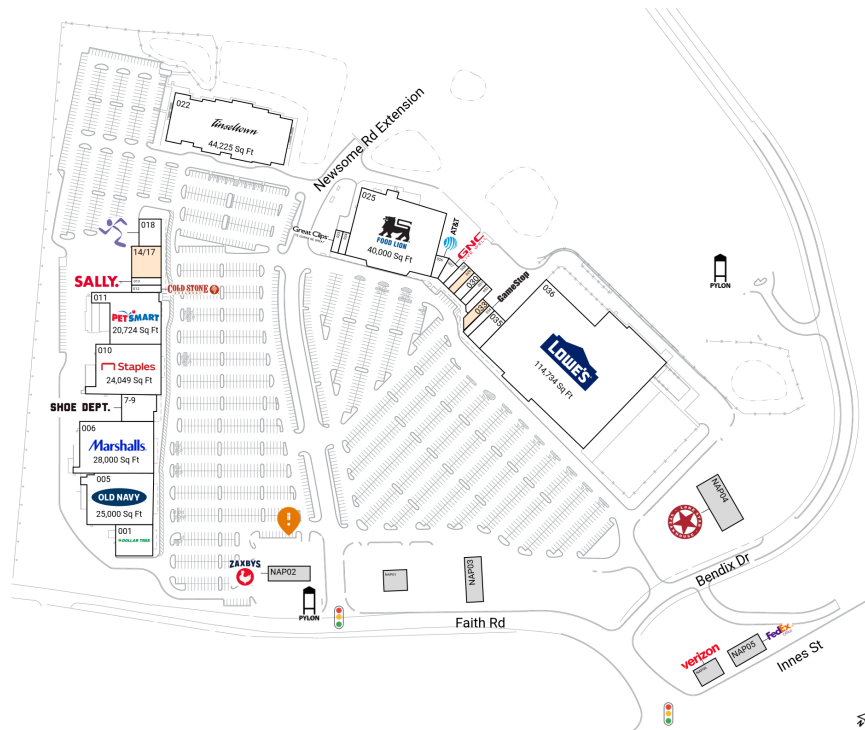 022
Tinseltown
44,225 Sq Ft
Newsome Rd Extension
025
FOOD LION
40,000 Sq Ft
Great Clips
AT&T
GNC
030
GameStop
033
035
036
LOWE'S
114,734 Sq Ft
PYLON
018
14/17
SALLY.
COLD STONE
011
PETSMART
20,724 Sq Ft
010
Staples
24,049 Sq Ft
7-9
SHOE DEPT.
006
Marshalls
28,000 Sq Ft
005
OLD NAVY
25,000 Sq Ft
001
DOLLAR TREE
ZAXBYS
NAP02
PYLON
NAP01
NAP03
NAP04
Faith Rd
Bendix Dr
verizon
NAP05
FedEx
Innes St
N